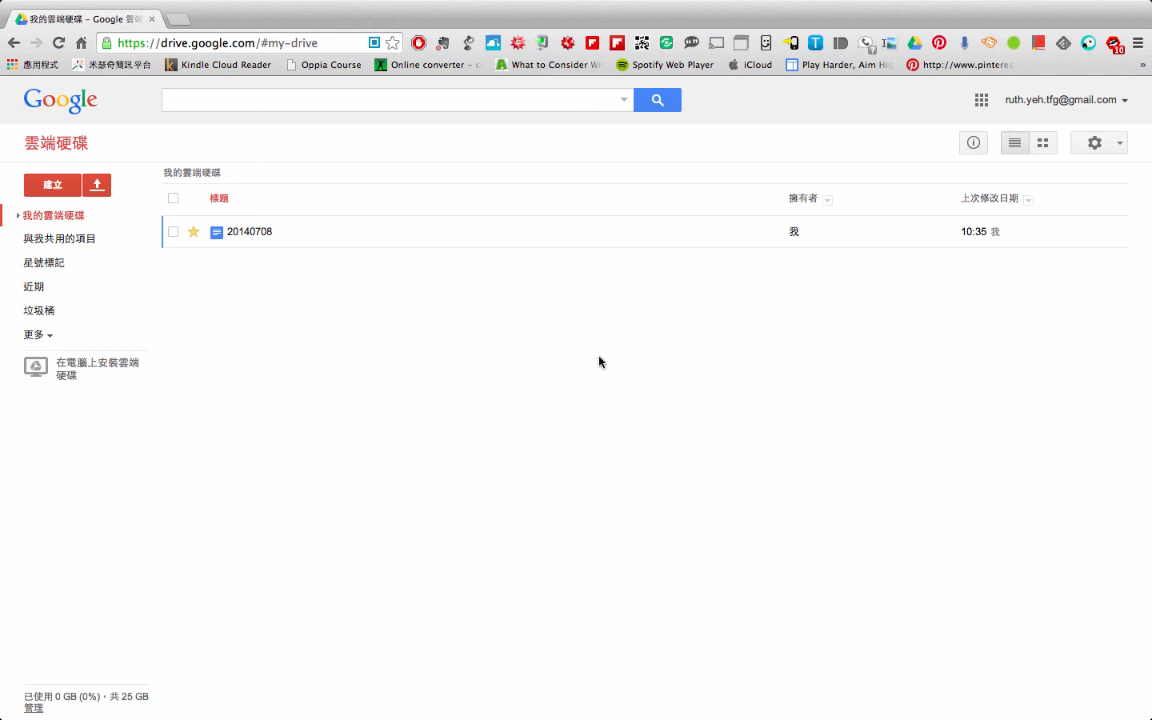 我的雲端硬碟 – Google 雲端
https://drive.google.com/#my-drive
應用程式 米瑟奇簡訊平台 Kindle Cloud Reader Oppia Course Online converter – What to Consider Spotify Web Player iCloud Play Harder, Aim Hig http://www.pinteres »
Google
ruth.yeh.tfg@gmail.com
雲端硬碟
建立
我的雲端硬碟
標題 擁有者 上次修改日期
20140708 我 10:35 我
我的雲端硬碟
與我共用的項目
星號標記
近期
垃圾桶
更多
在電腦上安裝雲端
硬碟
已使用 0 GB (0%)，共 25 GB
管理